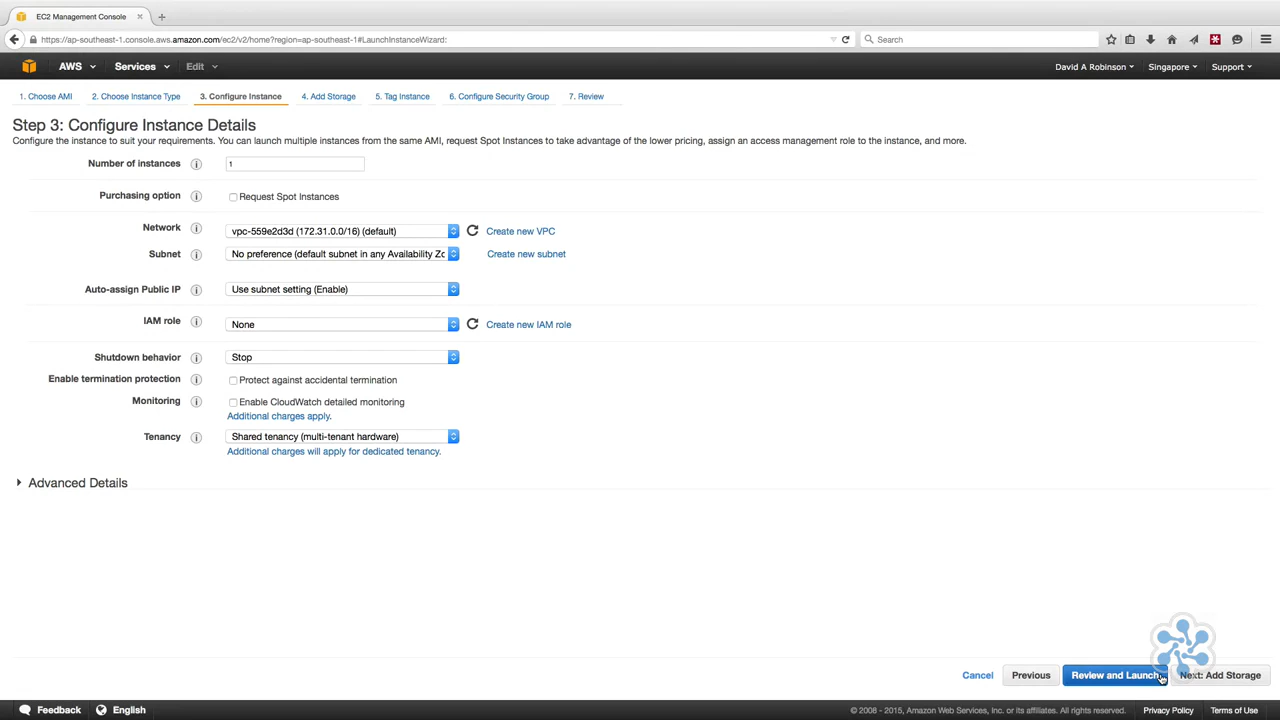 EC2 Management Console
https://ap-southeast-1.console.aws.amazon.com/ec2/v2/home?region=ap-southeast-1#LaunchInstanceWizard:
Search
AWS Services Edit David A Robinson Singapore Support
1. Choose AMI 2. Choose Instance Type 3. Configure Instance 4. Add Storage 5. Tag Instance 6. Configure Security Group 7. Review
Step 3: Configure Instance Details
Configure the instance to suit your requirements. You can launch multiple instances from the same AMI, request Spot Instances to take advantage of the lower pricing, assign an access management role to the instance, and more.
Number of instances 1
Purchasing option Request Spot Instances
Network vpc-559e2d3d (172.31.0.0/16) (default) Create new VPC
Subnet No preference (default subnet in any Availability Zc Create new subnet
Auto-assign Public IP Use subnet setting (Enable)
IAM role None Create new IAM role
Shutdown behavior Stop
Enable termination protection Protect against accidental termination
Monitoring Enable CloudWatch detailed monitoring
Additional charges apply.
Tenancy Shared tenancy (multi-tenant hardware)
Additional charges will apply for dedicated tenancy.
Advanced Details
Cancel Previous Review and Launch Next: Add Storage
Feedback English © 2008 - 2015, Amazon Web Services, Inc. or its affiliates. All rights reserved. Privacy Policy Terms of Use